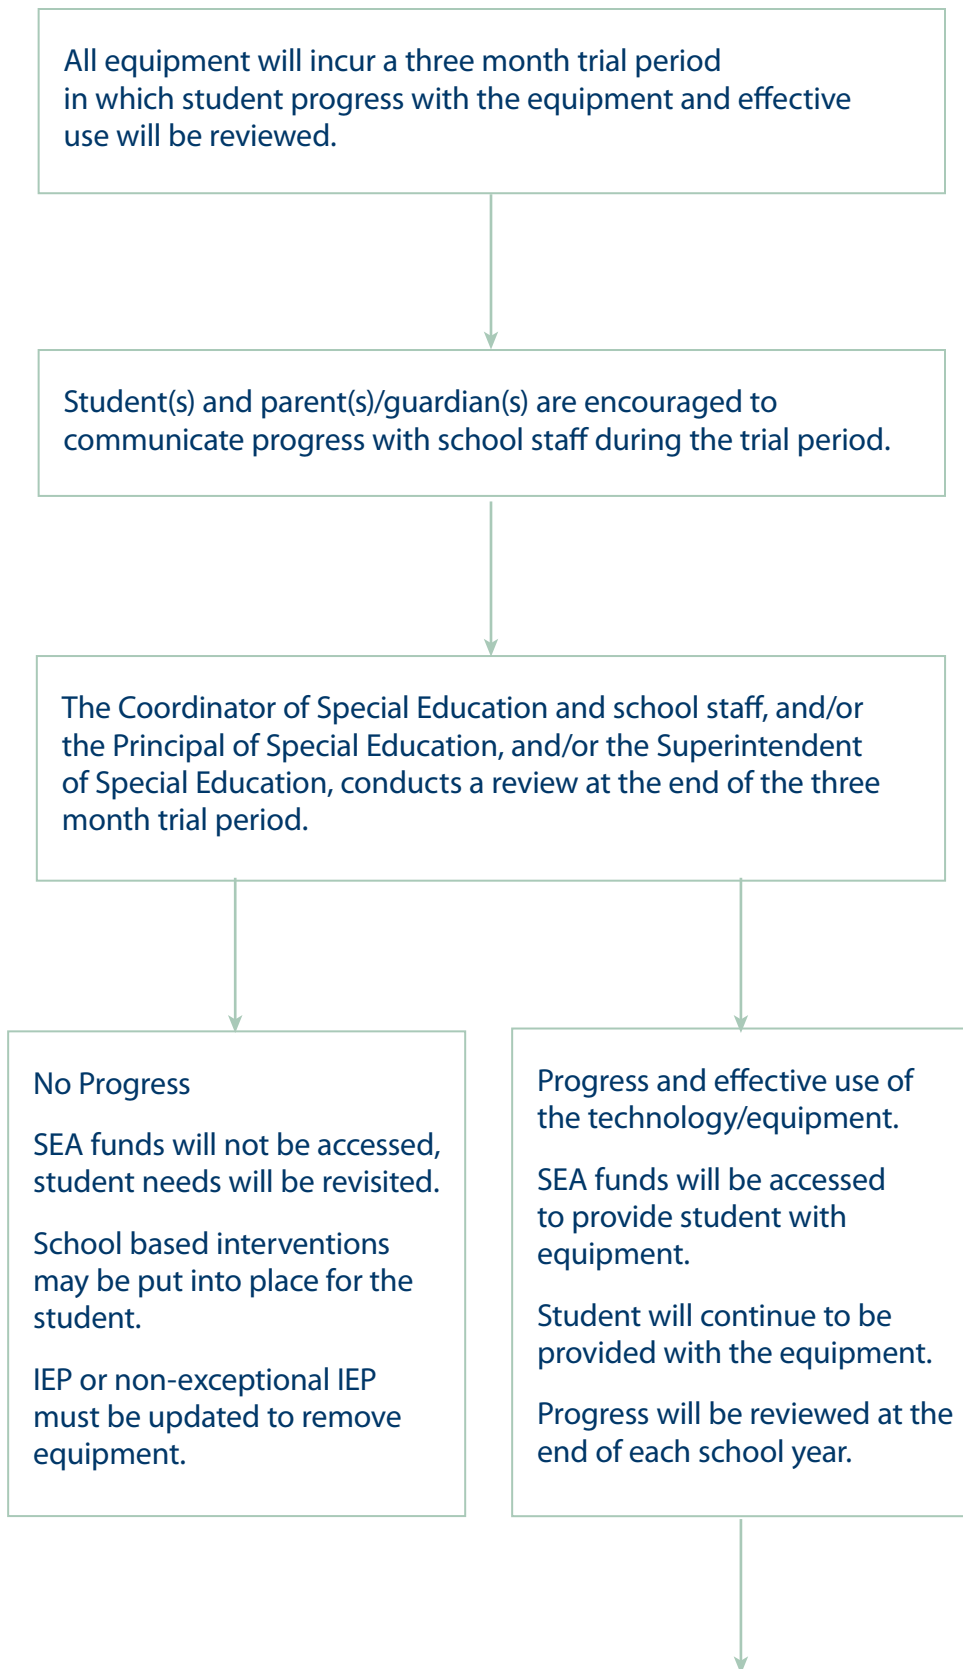 All equipment will incur a three month trial period
in which student progress with the equipment and effective
use will be reviewed.
Student(s) and parent(s)/guardian(s) are encouraged to
communicate progress with school staff during the trial period.
The Coordinator of Special Education and school staff, and/or
the Principal of Special Education, and/or the Superintendent
of Special Education, conducts a review at the end of the three
month trial period.
No Progress
SEA funds will not be accessed,
student needs will be revisited.
School based interventions
may be put into place for the
student.
IEP or non-exceptional IEP
must be updated to remove
equipment.
Progress and effective use of
the technology/equipment.
SEA funds will be accessed
to provide student with
equipment.
Student will continue to be
provided with the equipment.
Progress will be reviewed at the
end of each school year.